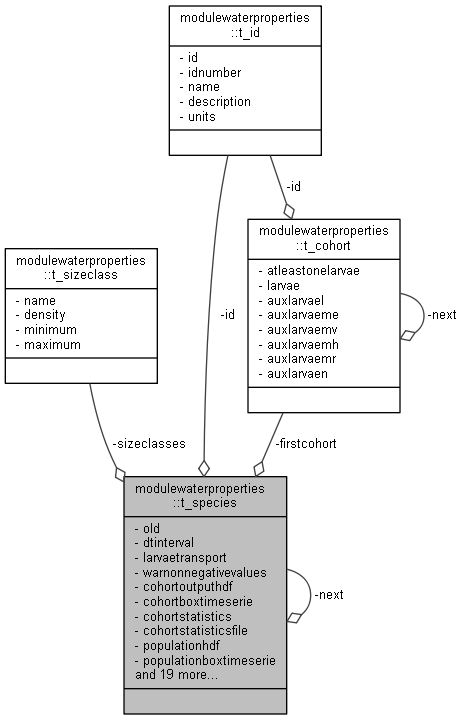 modulewaterproperties
::t_id
- id
- idnumber
- name
- description
- units
-id
modulewaterproperties
::t_cohort
- atleastonelarvae
- larvae
- auxlarvael
- auxlarvaeme
- auxlarvaemv
- auxlarvaemh
- auxlarvaemr
- auxlarvaen
-next
modulewaterproperties
::t_sizeclass
- name
- density
- minimum
- maximum
-id
-sizeclasses
-firstcohort
modulewaterproperties
::t_species
- old
- dtinterval
- larvaetransport
- warnonnegativevalues
- cohortoutputhdf
- cohortboxtimeserie
- cohortstatistics
- cohortstatisticsfile
- populationhdf
- populationboxtimeserie
and 19 more...
-next